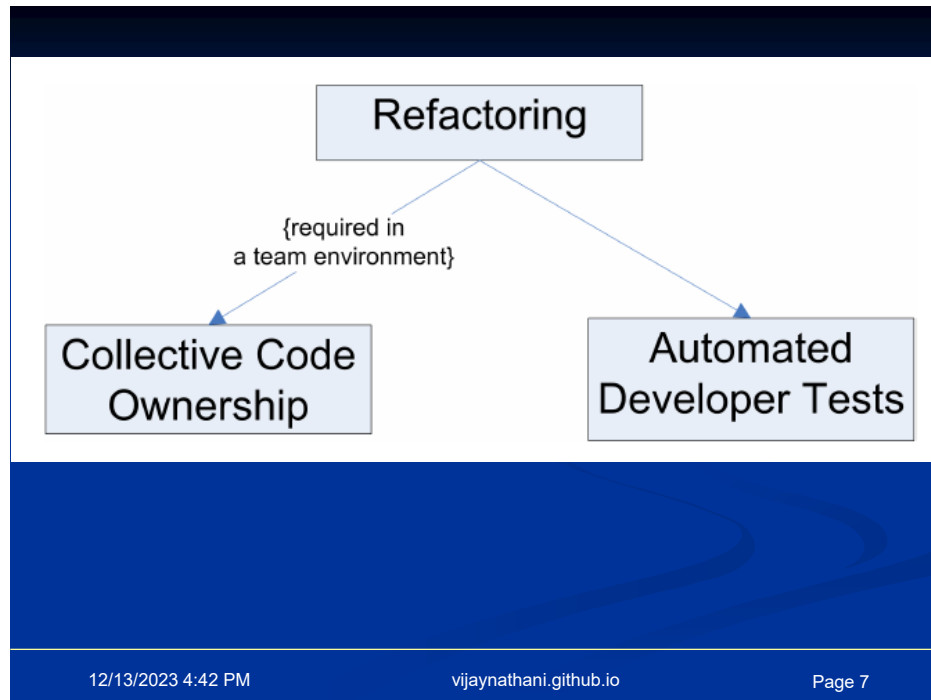 Refactoring
{required in
a team environment}
Collective Code
Ownership
Automated
Developer Tests
12/13/2023 4:42 PM
vijaynathani.github.io
Page 7